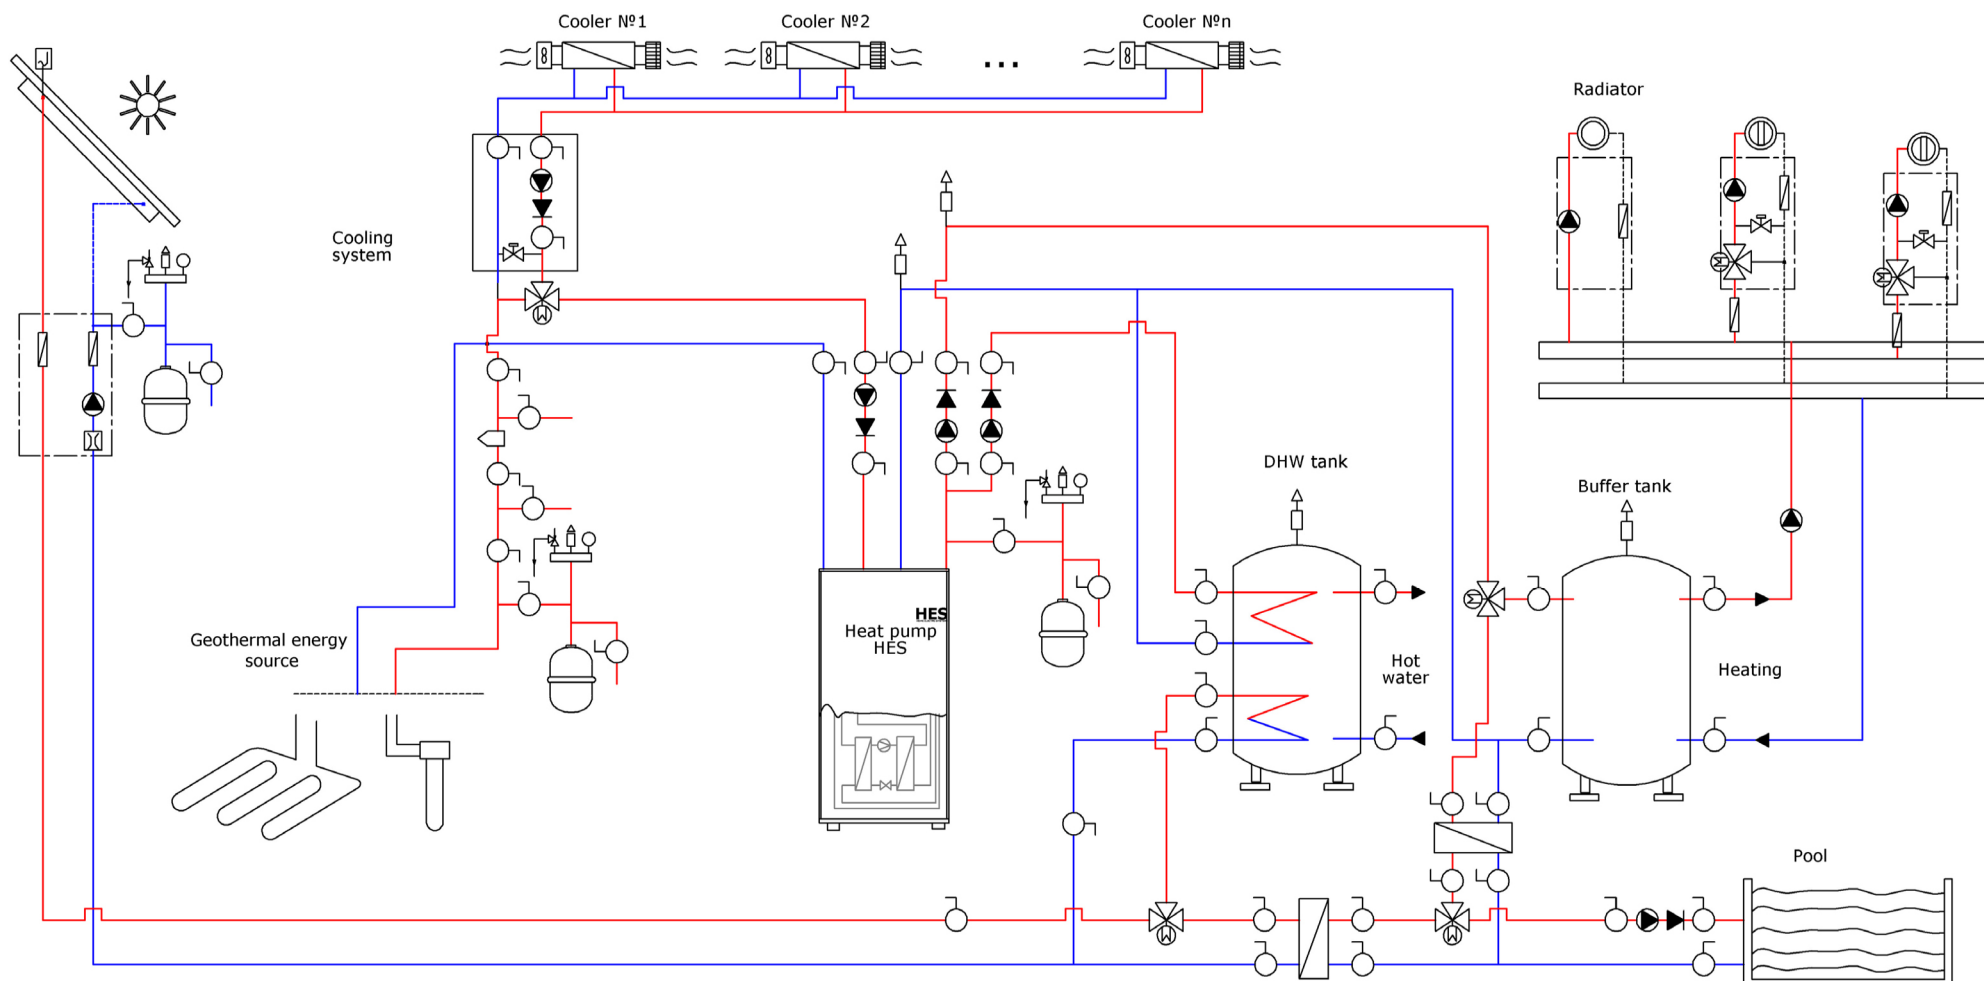 Cooler №1
Cooler №2
Cooler №n
...
Radiator
Cooling
system
DHW tank
Buffer tank
HES
Heat pump
HES
Geothermal energy
source
Hot
water
Heating
Pool